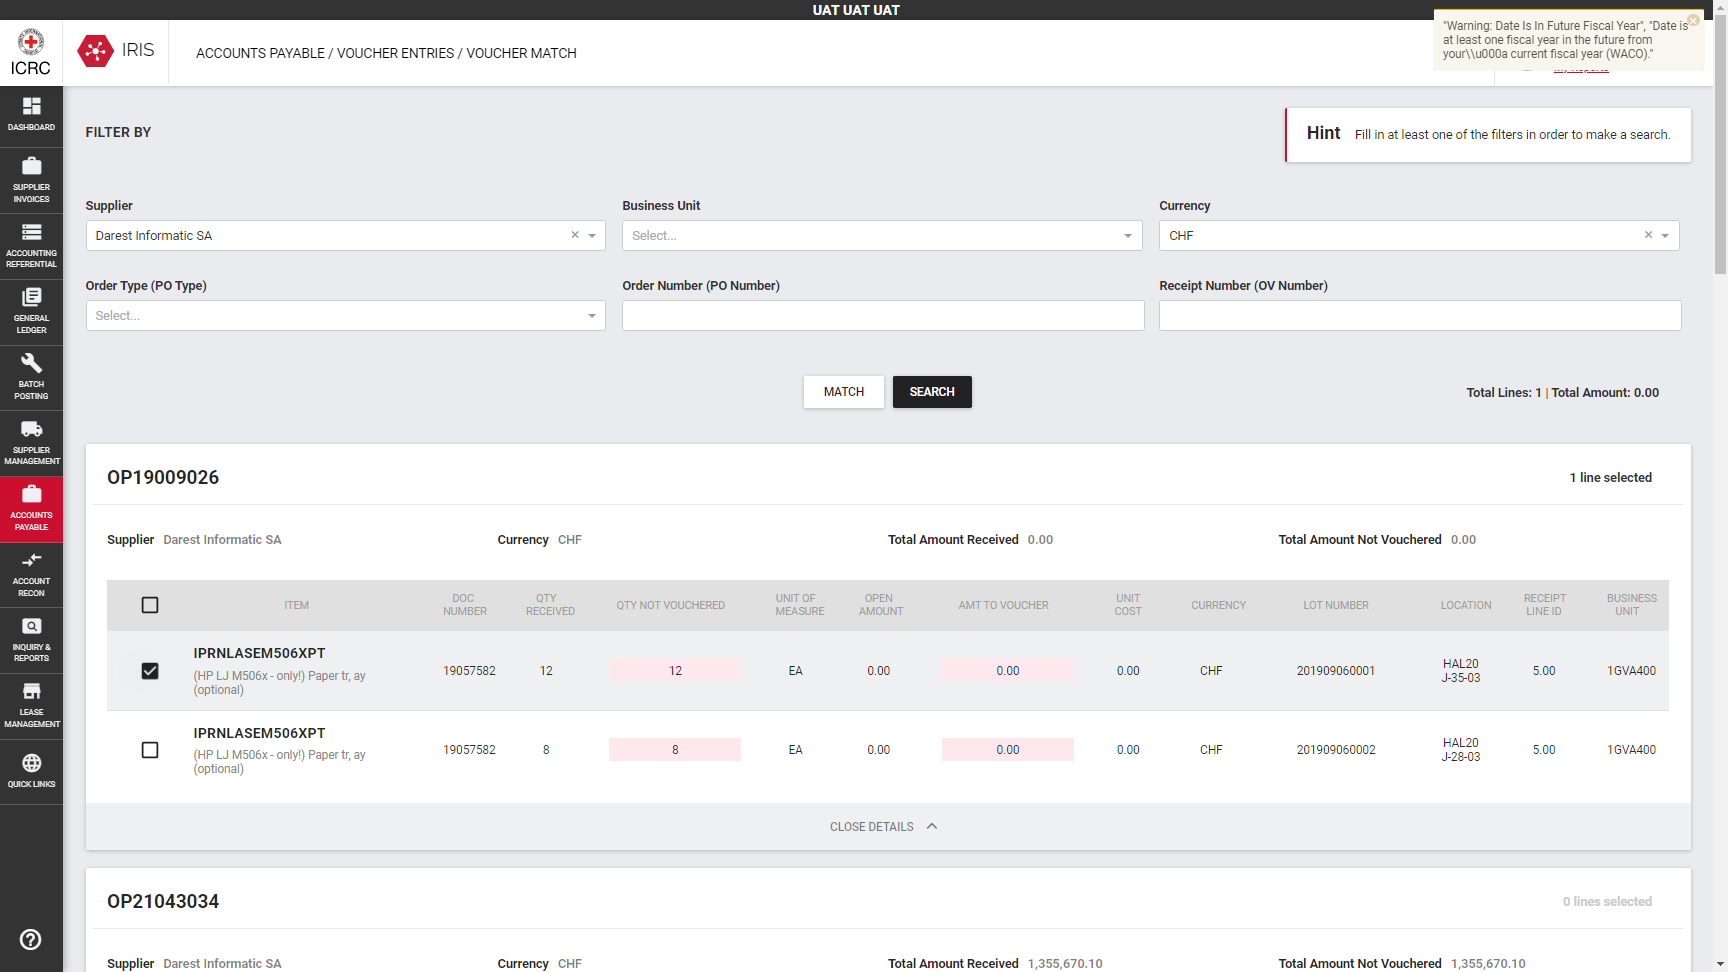 UAT UAT UAT
ICRC
IRIS
ACCOUNTS PAYABLE / VOUCHER ENTRIES / VOUCHER MATCH
"Warning: Date Is In Future Fiscal Year", "Date is
at least one fiscal year in the future from
your\\u000a current fiscal year (WACO)."
DASHBOARD
SUPPLIER
INVOICES
ACCOUNTING
REFERENTIAL
GENERAL
LEDGER
BATCH
POSTING
SUPPLIER
MANAGEMENT
ACCOUNTS
PAYABLE
ACCOUNT
RECON
INQUIRY &
REPORTS
LEASE
MANAGEMENT
QUICK LINKS
FILTER BY
Hint Fill in at least one of the filters in order to make a search.
Supplier Business Unit Currency
Darest Informatic SA Select... CHF
Order Type (PO Type) Order Number (PO Number) Receipt Number (OV Number)
Select...
MATCH SEARCH Total Lines: 1 | Total Amount: 0.00
OP19009026 1 line selected
Supplier Darest Informatic SA Currency CHF Total Amount Received 0.00 Total Amount Not Vouchered 0.00
ITEM DOC NUMBER QTY RECEIVED QTY NOT VOUCHERED UNIT OF MEASURE OPEN AMOUNT AMT TO VOUCHER UNIT COST CURRENCY LOT NUMBER LOCATION RECEIPT LINE ID BUSINESS UNIT
IPRNLASEM506XPT
(HP LJ M506x - only!) Paper tr, ay
(optional)
19057582 12 12 EA 0.00 0.00 0.00 CHF 201909060001 HAL20 J-35-03 5.00 1GVA400
IPRNLASEM506XPT
(HP LJ M506x - only!) Paper tr, ay
(optional)
19057582 8 8 EA 0.00 0.00 0.00 CHF 201909060002 HAL20 J-28-03 5.00 1GVA400
CLOSE DETAILS
OP21043034 0 lines selected
Supplier Darest Informatic SA Currency CHF Total Amount Received 1,355,670.10 Total Amount Not Vouchered 1,355,670.10